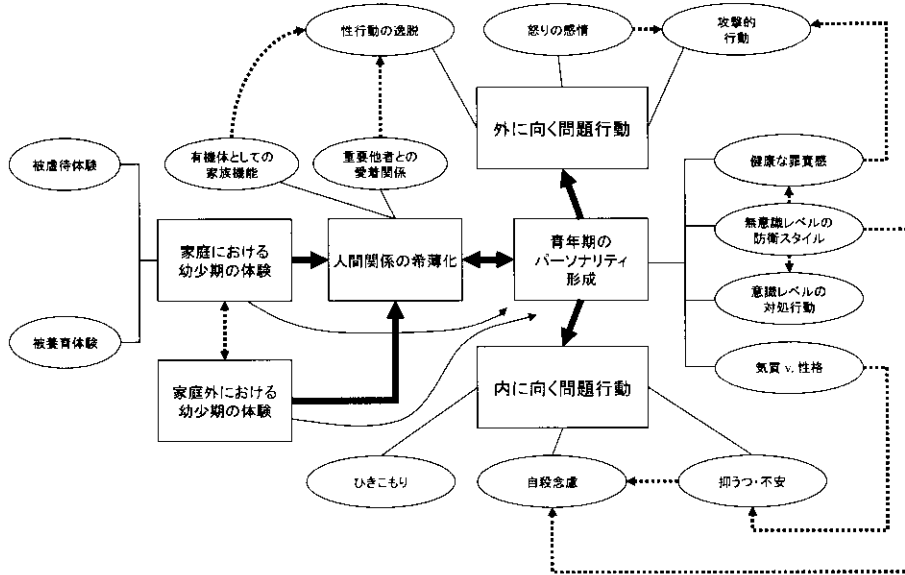 性行動の逸脱
怒りの感情
攻撃的
行動
外に向く問題行動
被虐待体験
有機体としての
家族機能
重要他者との
愛着関係
健康な罪責感
無意識レベルの
防衛スタイル
家庭における
幼少期の体験
人間関係の希薄化
青年期の
パーソナリティ
形成
意識レベルの
対処行動
被養育体験
気質 v. 性格
家庭外における
幼少期の体験
内に向く問題行動
ひきこもり
自殺念慮
抑うつ・不安